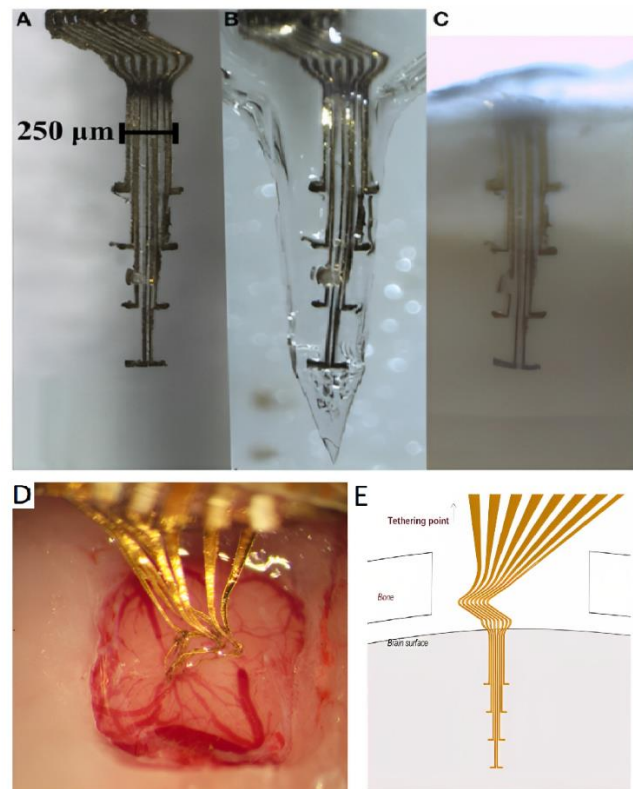 A
B
C
250 μm
D
E
Tethering point
Bone
Brain surface